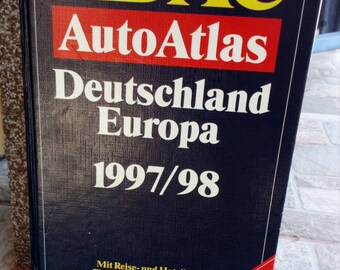 AutoAtlas
Deutschland
Europa
1997/98
Mit Reise- und